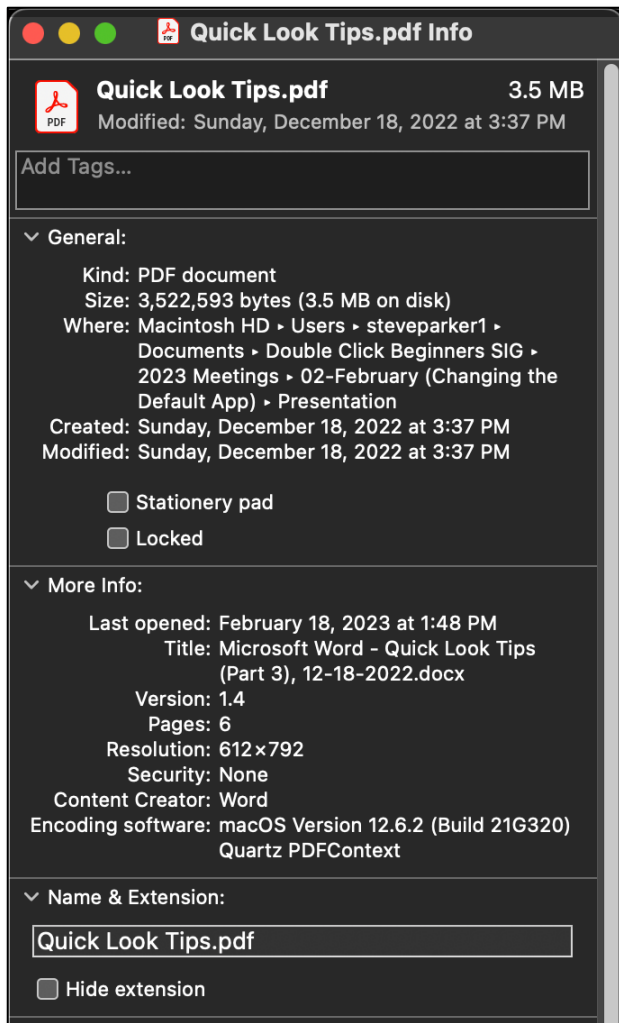 Quick Look Tips.pdf Info
Quick Look Tips.pdf 3.5 MB
PDF
Modified: Sunday, December 18, 2022 at 3:37 PM
Add Tags...
General:
Kind: PDF document
Size: 3,522,593 bytes (3.5 MB on disk)
Where: Macintosh HD ▸ Users ▸ steveparker1 ▸
Documents ▸ Double Click Beginners SIG ▸
2023 Meetings ▸ 02-February (Changing the
Default App) ▸ Presentation
Created: Sunday, December 18, 2022 at 3:37 PM
Modified: Sunday, December 18, 2022 at 3:37 PM
Stationery pad
Locked
More Info:
Last opened: February 18, 2023 at 1:48 PM
Title: Microsoft Word - Quick Look Tips
(Part 3), 12-18-2022.docx
Version: 1.4
Pages: 6
Resolution: 612×792
Security: None
Content Creator: Word
Encoding software: macOS Version 12.6.2 (Build 21G320)
Quartz PDFContext
Name & Extension:
Quick Look Tips.pdf
Hide extension